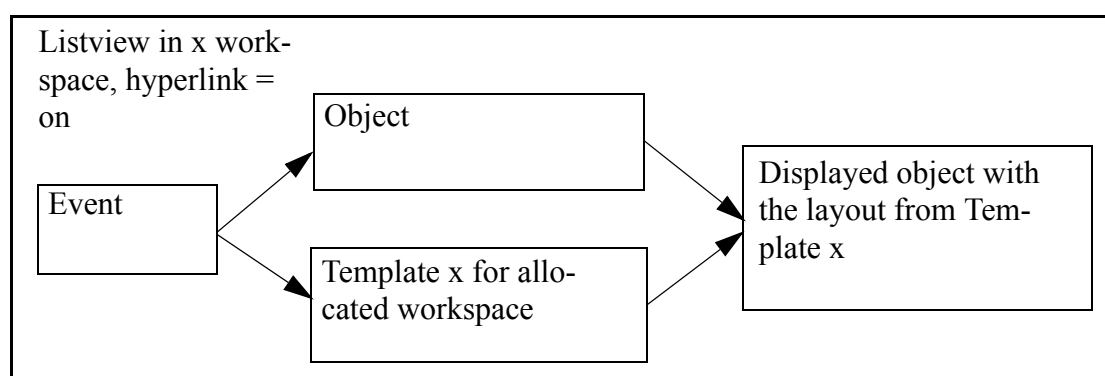 Listview in x work-
space, hyperlink =
on
Object
Event
Displayed object with
the layout from Tem-
plate x
Template x for allo-
cated workspace